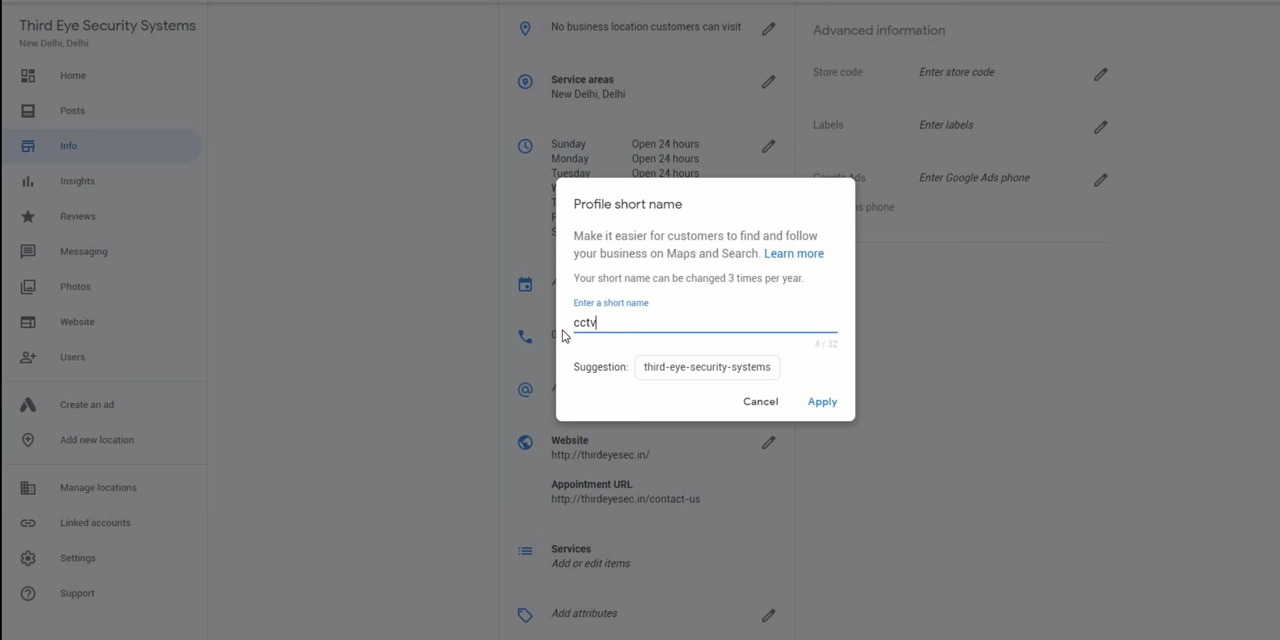 Third Eye Security Systems
New Delhi, Delhi
Home
Posts
Info
Insights
Reviews
Messaging
Photos
Website
Users
Create an ad
Add new location
Manage locations
Linked accounts
Settings
Support
No business location customers can visit
Service areas
New Delhi, Delhi
Sunday Open 24 hours
Monday Open 24 hours
Tuesday Open 24 hours
Profile short name
Make it easier for customers to find and follow
your business on Maps and Search. Learn more
Your short name can be changed 3 times per year.
Enter a short name
cctv
4 / 32
Suggestion: third-eye-security-systems
Cancel Apply
Website
http://thirdeyesec.in/
Appointment URL
http://thirdeyesec.in/contact-us
Services
Add or edit items
Add attributes
Advanced information
Store code Enter store code
Labels Enter labels
Google Ads Enter Google Ads phone
phone